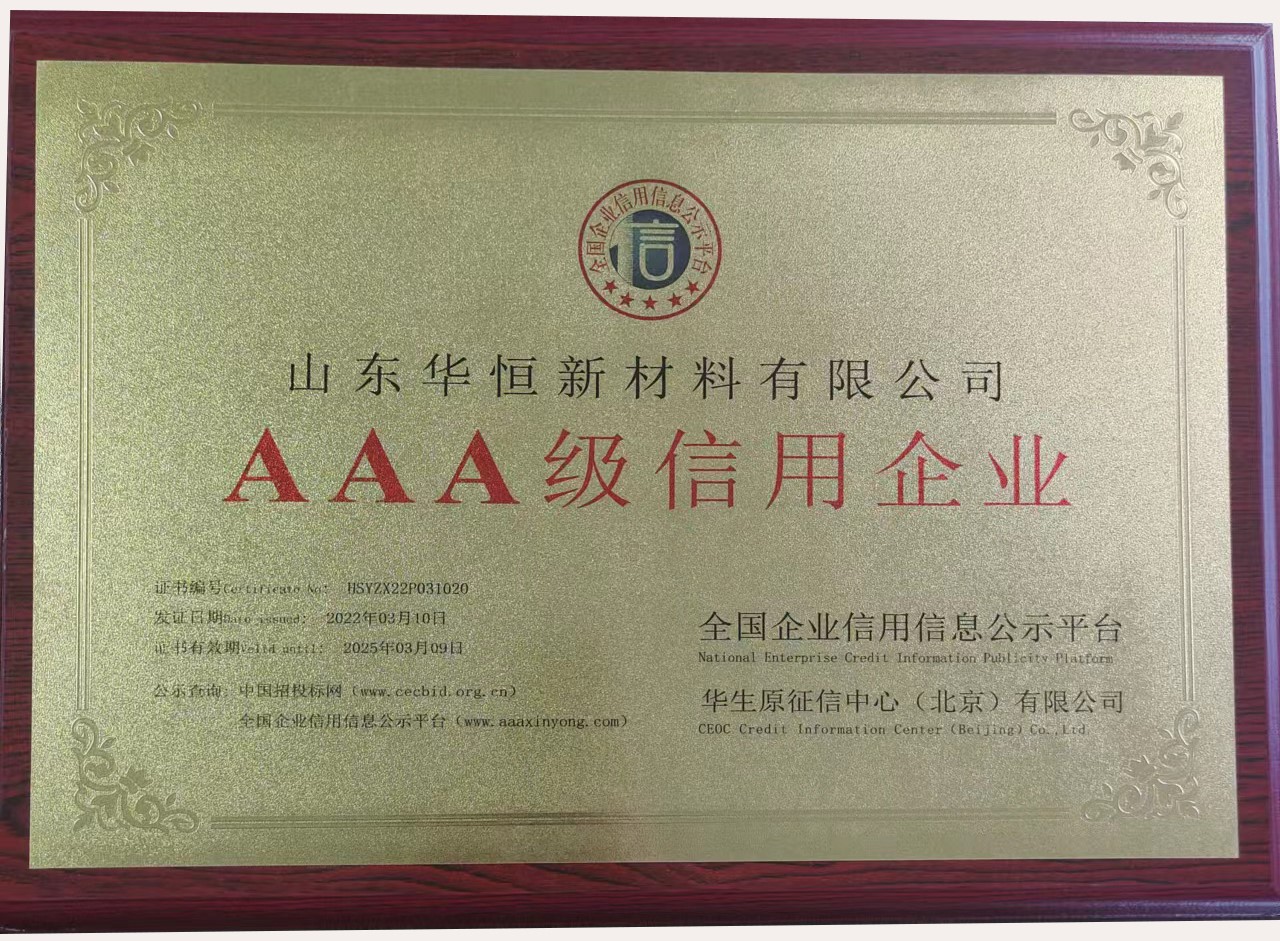 全国企业信用信息公示平台
信
山东华恒新材料有限公司
AAA级信用企业
证书编号Certificate No: HSYZX22P031020
发证日期Date issued: 2022年03月10日
证书有效期Valid until: 2025年03月09日
公示查询: 中国招投标网（www.cecbid.org.cn）
全国企业信用信息公示平台（www.aaaxinyong.com）
全国企业信用信息公示平台
National Enterprise Credit Information Publicity Platform
华生原征信中心（北京）有限公司
CEOC Credit Information Center（Beijing）Co.,Ltd.